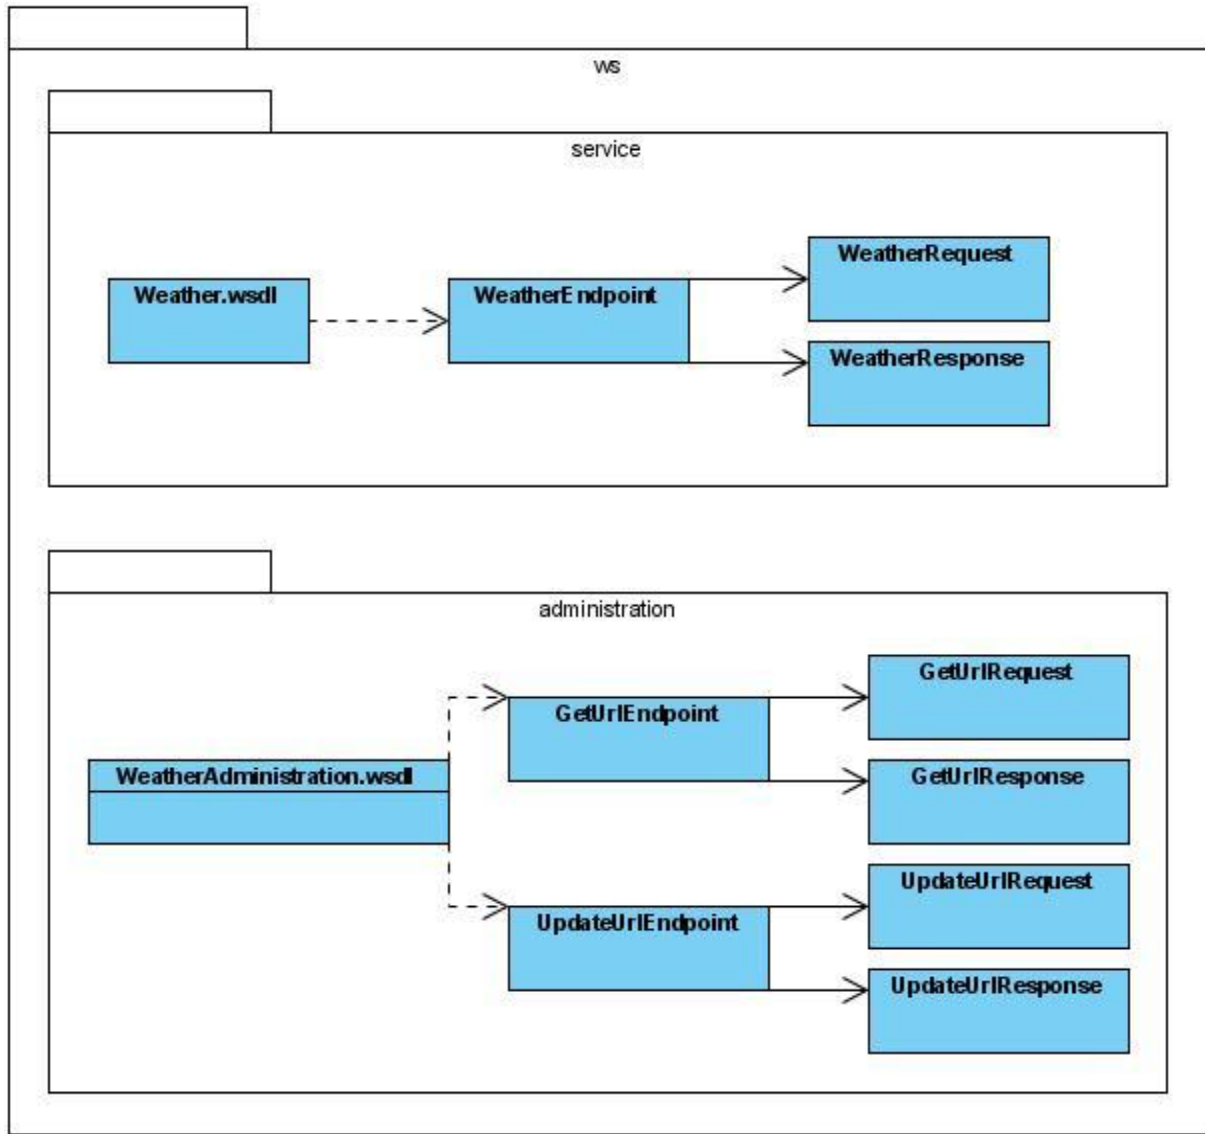 ws
service
WeatherRequest
Weather.wsdl
WeatherEndpoint
WeatherResponse
administration
GetUrlRequest
GetUrlEndpoint
WeatherAdministration.wsdl
GetUrlResponse
UpdateUrlRequest
UpdateUrlEndpoint
UpdateUrlResponse